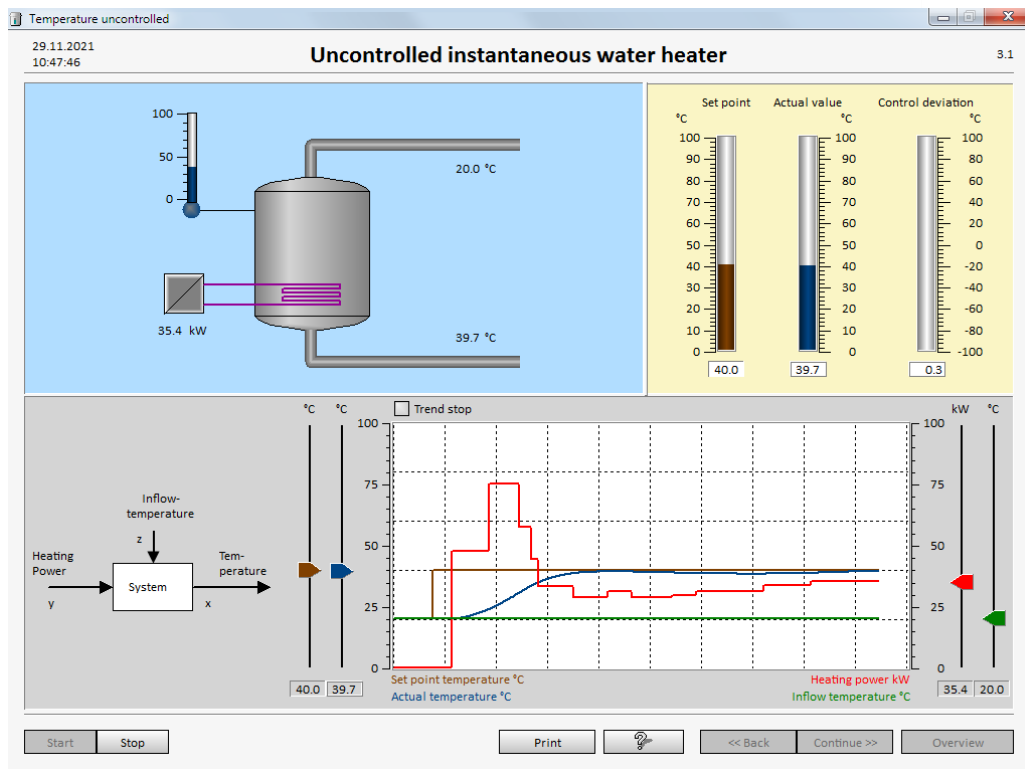 Temperature uncontrolled
29.11.2021
10:47:46
Uncontrolled instantaneous water heater
3.1
100
50
0
20.0 °C
35.4 kW
39.7 °C
Set point Actual value Control deviation
°C °C °C
100 100 100
90 90 80
80 80 60
70 70 40
60 60 20
50 50 0
40 40 -20
30 30 -40
20 20 -60
10 10 -80
0 0 -100
40.0 39.7 0.3
°C °C Trend stop kW °C
100 100
75 75
50 50
25 25
0 0
Inflow-
temperature
z
Heating
Power
Tem-
perature
System
y x
Set point temperature °C Heating power kW
Actual temperature °C Inflow temperature °C
40.0 39.7 35.4 20.0
Start Stop Print ? << Back Continue >> Overview